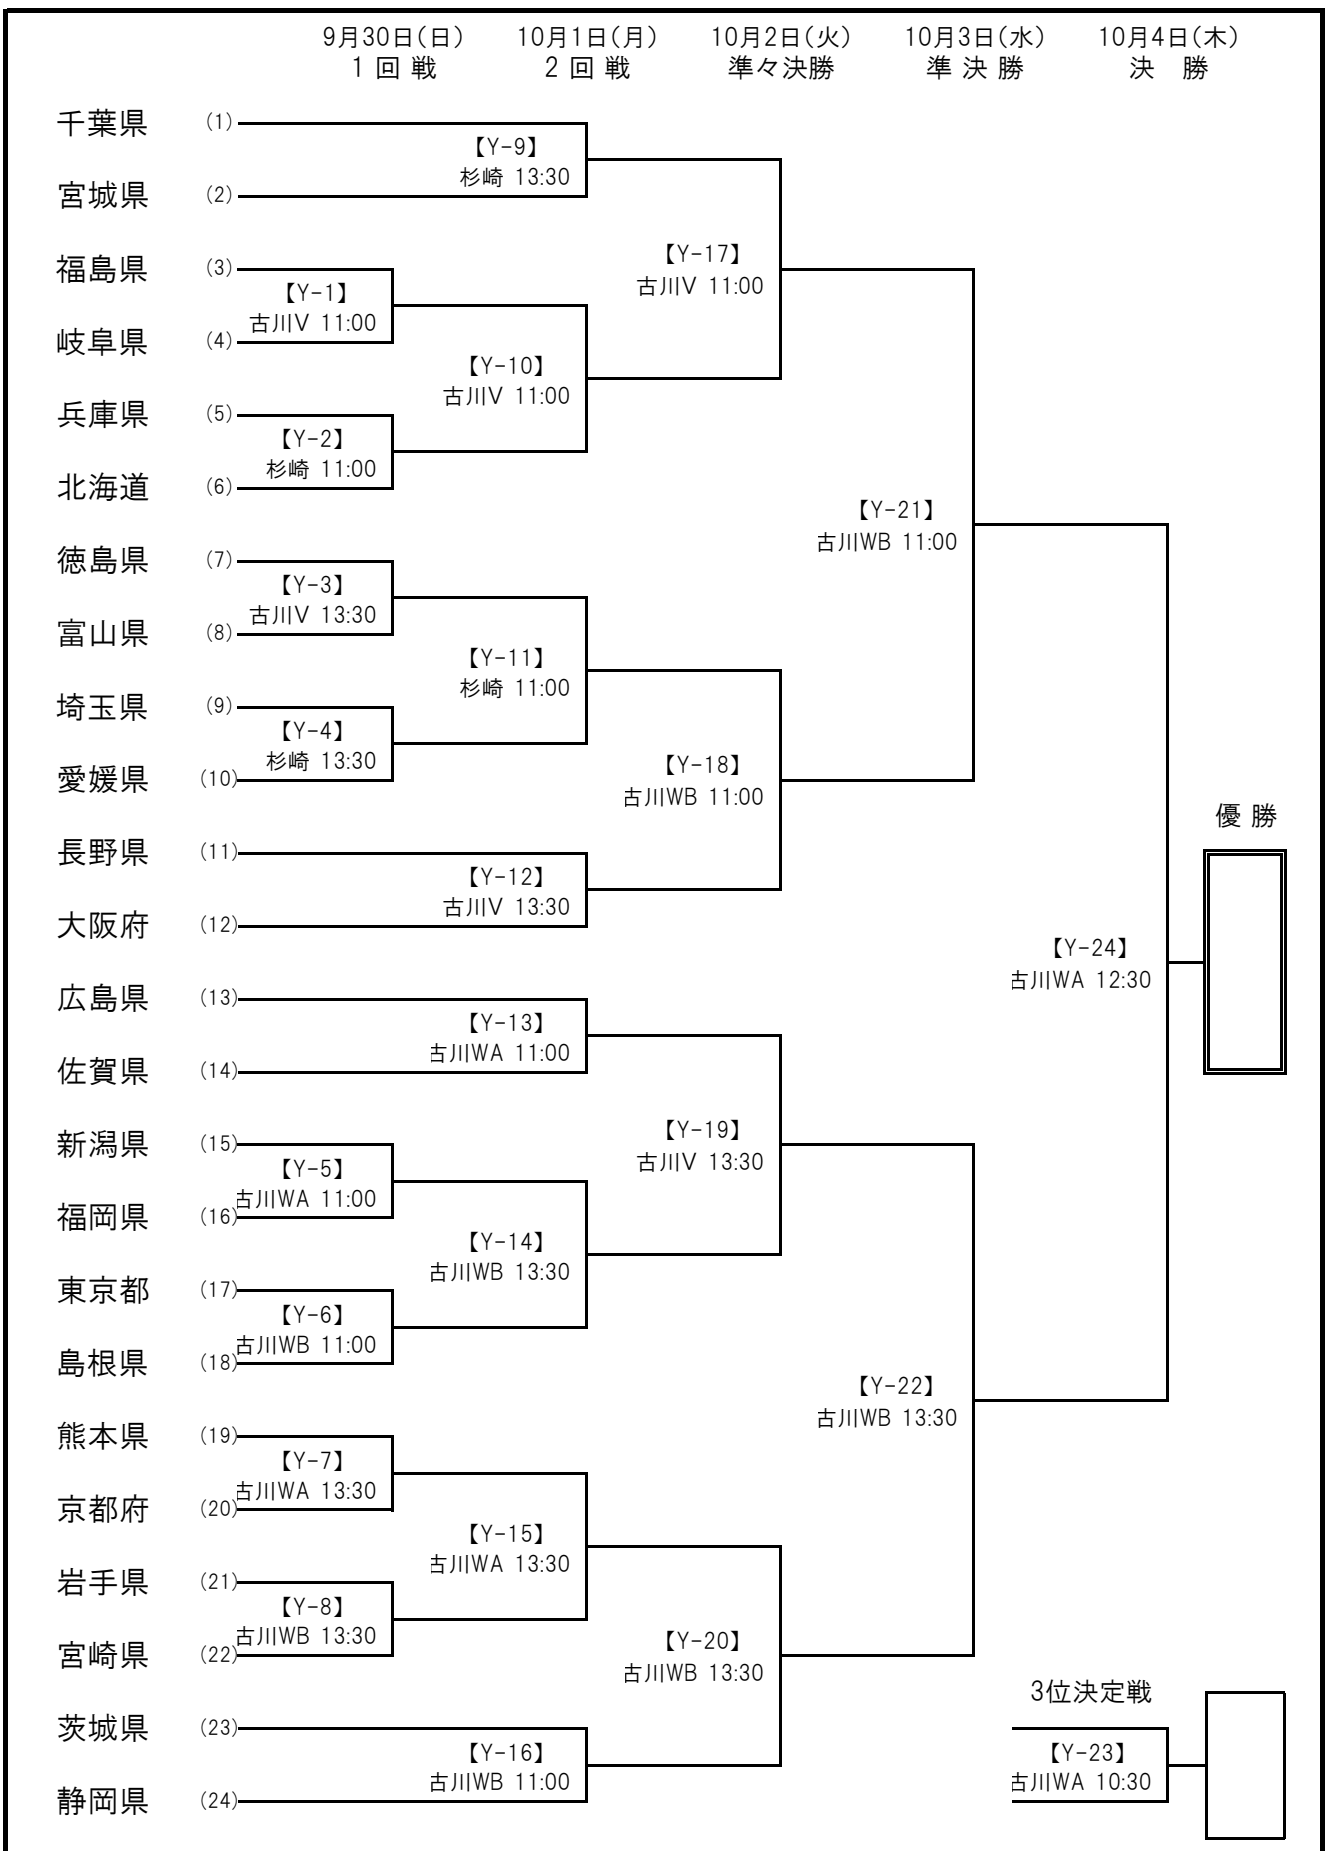 9月30日(日) 10月1日(月) 10月2日(火) 10月3日(水) 10月4日(木)
1 回 戦 2 回 戦 準々決勝 準 決 勝 決 勝
千葉県 (1)
【Y-9】
杉崎 13:30
宮城県 (2)
【Y-17】
古川V 11:00
福島県 (3)
【Y-1】
古川V 11:00
岐阜県 (4)
【Y-10】
古川V 11:00
兵庫県 (5)
【Y-2】
杉崎 11:00
北海道 (6)
【Y-21】
古川WB 11:00
徳島県 (7)
【Y-3】
古川V 13:30
富山県 (8)
【Y-11】
杉崎 11:00
埼玉県 (9)
【Y-4】
杉崎 13:30
愛媛県 (10)
【Y-18】
古川WB 11:00
優 勝
長野県 (11)
【Y-12】
古川V 13:30
大阪府 (12)
【Y-24】
古川WA 12:30
広島県 (13)
【Y-13】
古川WA 11:00
佐賀県 (14)
【Y-19】
古川V 13:30
新潟県 (15)
【Y-5】
古川WA 11:00
福岡県 (16)
【Y-14】
古川WB 13:30
東京都 (17)
【Y-6】
古川WB 11:00
島根県 (18)
【Y-22】
古川WB 13:30
熊本県 (19)
【Y-7】
古川WA 13:30
京都府 (20)
【Y-15】
古川WA 13:30
岩手県 (21)
【Y-8】
古川WB 13:30
宮崎県 (22)
【Y-20】
古川WB 13:30
3位決定戦
茨城県 (23)
【Y-16】
古川WB 11:00
【Y-23】
古川WA 10:30
静岡県 (24)